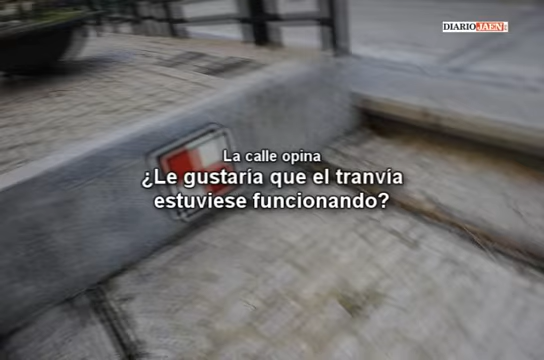 DIARIOJAEN
La calle opina
¿Le gustaría que el tranvía
estuviese funcionando?